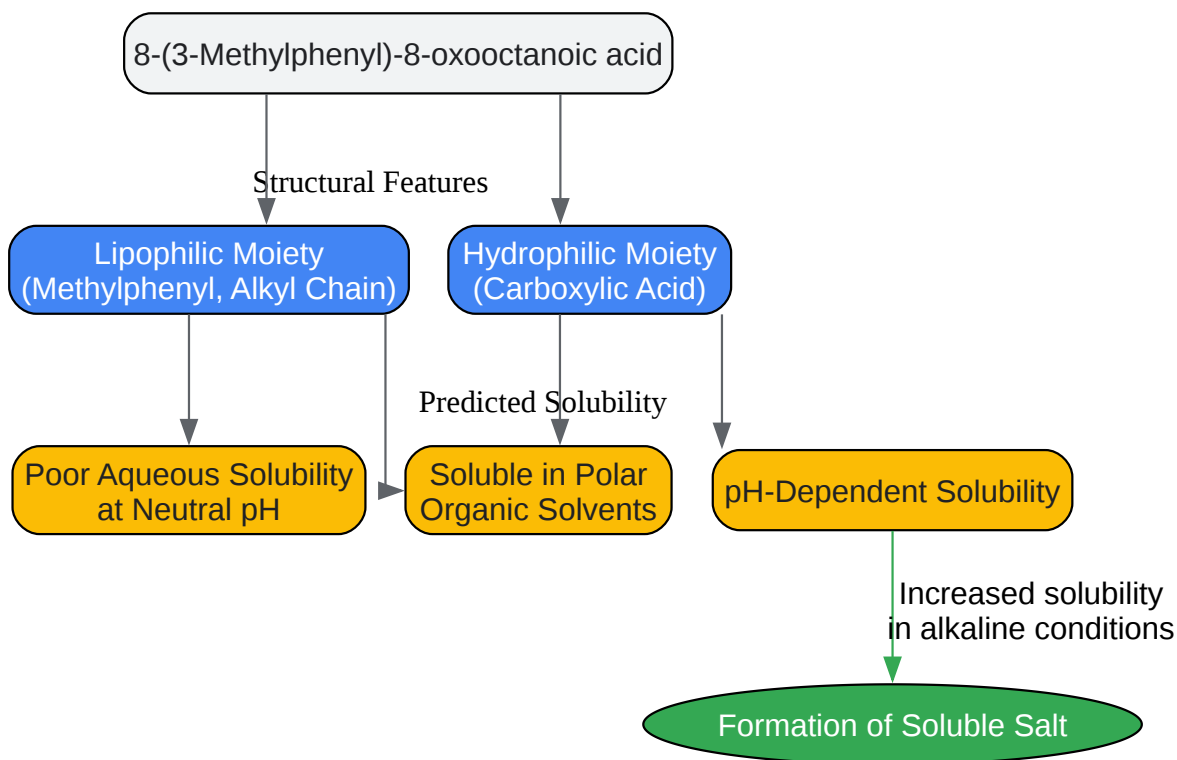 8-(3-Methylphenyl)-8-oxooctanoic acid
Structural Features
Lipophilic Moiety
(Methylphenyl, Alkyl Chain)
Hydrophilic Moiety
(Carboxylic Acid)
Predicted Solubility
Poor Aqueous Solubility
at Neutral pH
Soluble in Polar
Organic Solvents
pH-Dependent Solubility
Increased solubility
in alkaline conditions
Formation of Soluble Salt